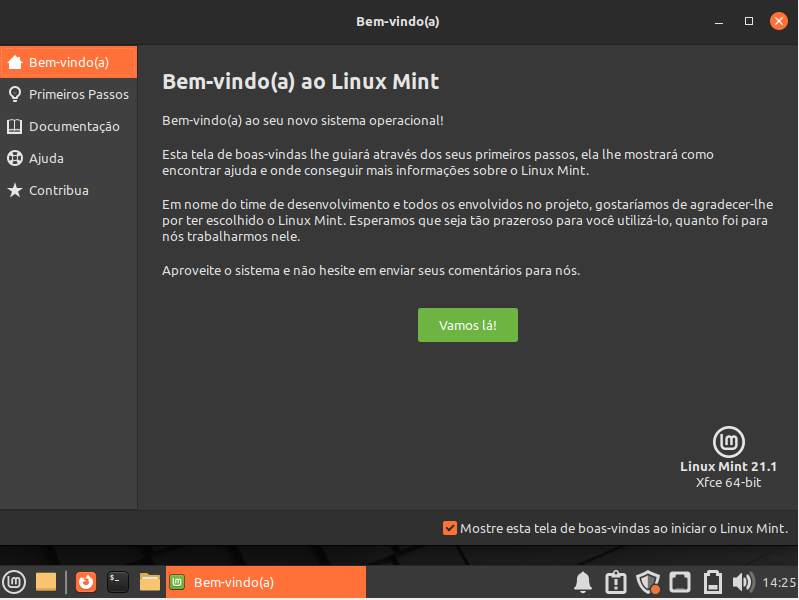 Bem-vindo(a)
Bem-vindo(a)
Primeiros Passos
Documentação
Ajuda
Contribua
Bem-vindo(a) ao Linux Mint
Bem-vindo(a) ao seu novo sistema operacional!
Esta tela de boas-vindas lhe guiará através dos seus primeiros passos, ela lhe mostrará como
encontrar ajuda e onde conseguir mais informações sobre o Linux Mint.
Em nome do time de desenvolvimento e todos os envolvidos no projeto, gostaríamos de agradecer-lhe
por ter escolhido o Linux Mint. Esperamos que seja tão prazeroso para você utilizá-lo, quanto foi para
nós trabalharmos nele.
Aproveite o sistema e não hesite em enviar seus comentários para nós.
Vamos lá!
Linux Mint 21.1
Xfce 64-bit
Mostre esta tela de boas-vindas ao iniciar o Linux Mint.
Bem-vindo(a)
14:25